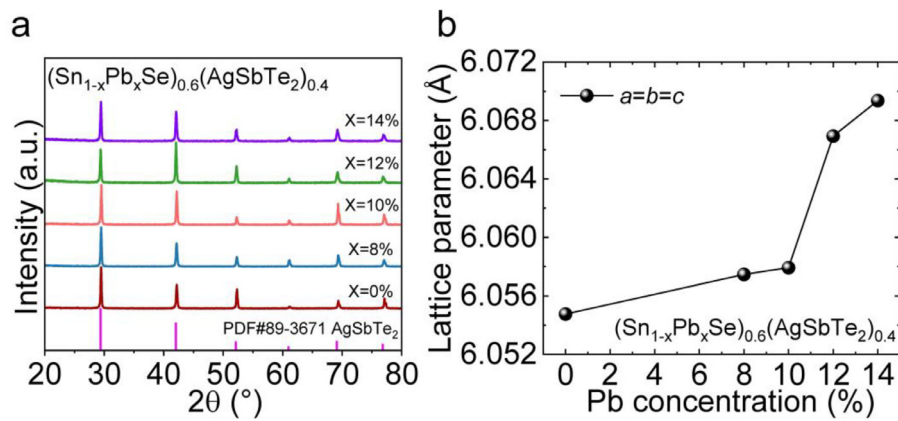 a
(Sn1-xPbxSe)0.6(AgSbTe2)0.4
X=14%
X=12%
X=10%
X=8%
X=0%
PDF#89-3671 AgSbTe2
Intensity (a.u.)
20 30 40 50 60 70 80
2θ (°)
b
6.072
6.068
6.064
6.060
6.056
6.052
Lattice parameter (Å)
a=b=c
(Sn1-xPbxSe)0.6(AgSbTe2)0.4
0 2 4 6 8 10 12 14
Pb concentration (%)